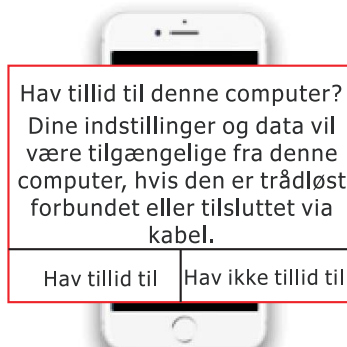 Hav tillid til denne computer?
Dine indstillinger og data vil
være tilgængelige fra denne
computer, hvis den er trådløst
forbundet eller tilsluttet via
kabel.
Hav tillid til
Hav ikke tillid til